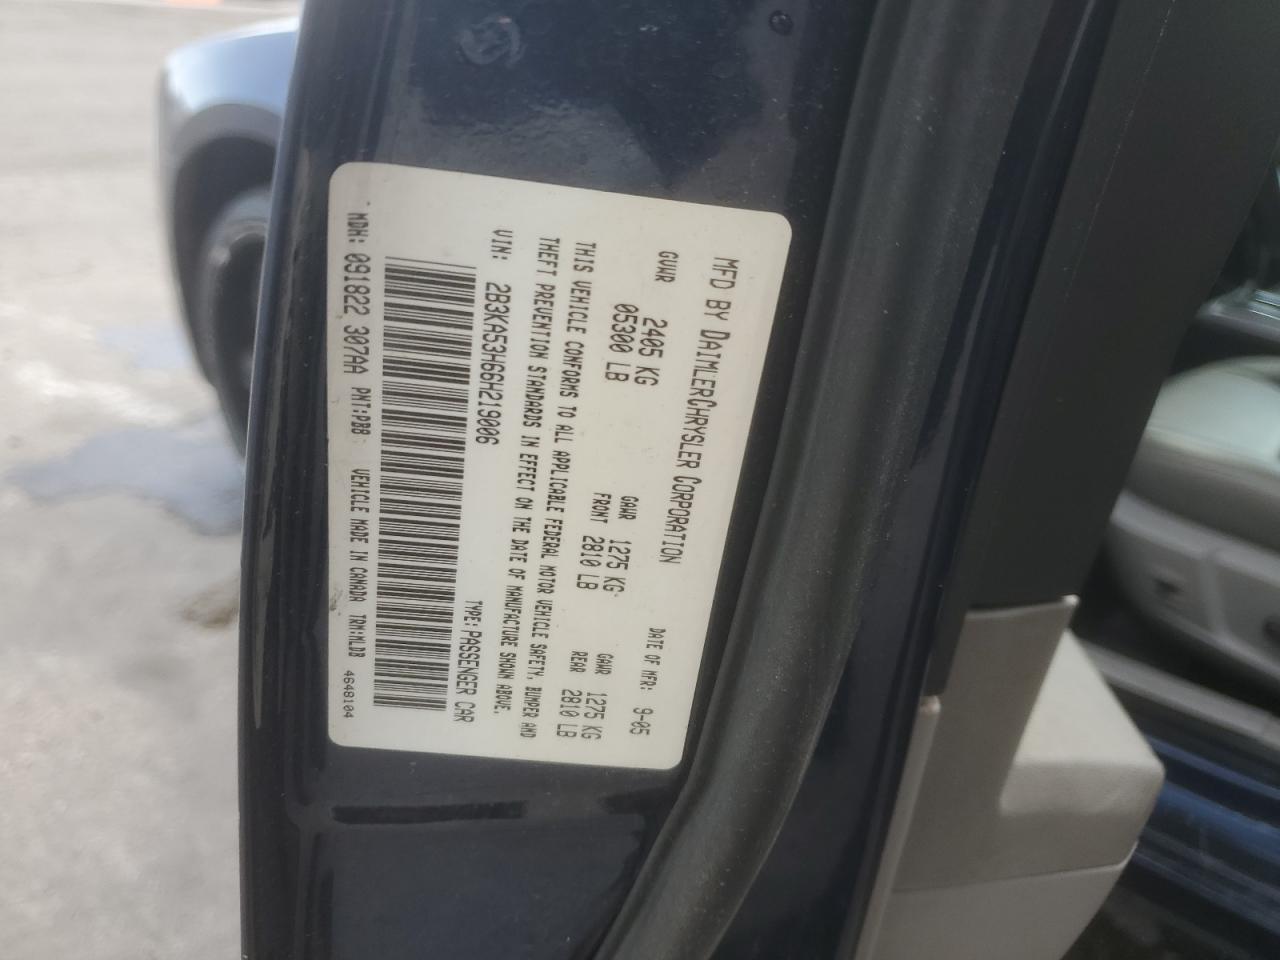 MFD BY DAIMLERCHRYSLER CORPORATION DATE OF MFR: 9-05
GVWR 2405 KG GAWR 1275 KG GAWR 1275 KG
05300 LB FRONT 2810 LB REAR 2810 LB
THIS VEHICLE CONFORMS TO ALL APPLICABLE FEDERAL MOTOR VEHICLE SAFETY, BUMPER AND
THEFT PREVENTION STANDARDS IN EFFECT ON THE DATE OF MANUFACTURE SHOWN ABOVE.
VIN: 2B3KA53H66H219006 TYPE: PASSENGER CAR
MDH: 091822 307AA PNT:PBB VEHICLE MADE IN CANADA TRM:MLDB 4648104